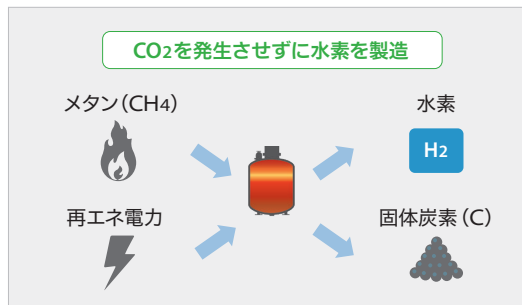 CO2を発生させずに水素を製造
メタン（CH4）
水素
H2
再エネ電力
固体炭素（C）